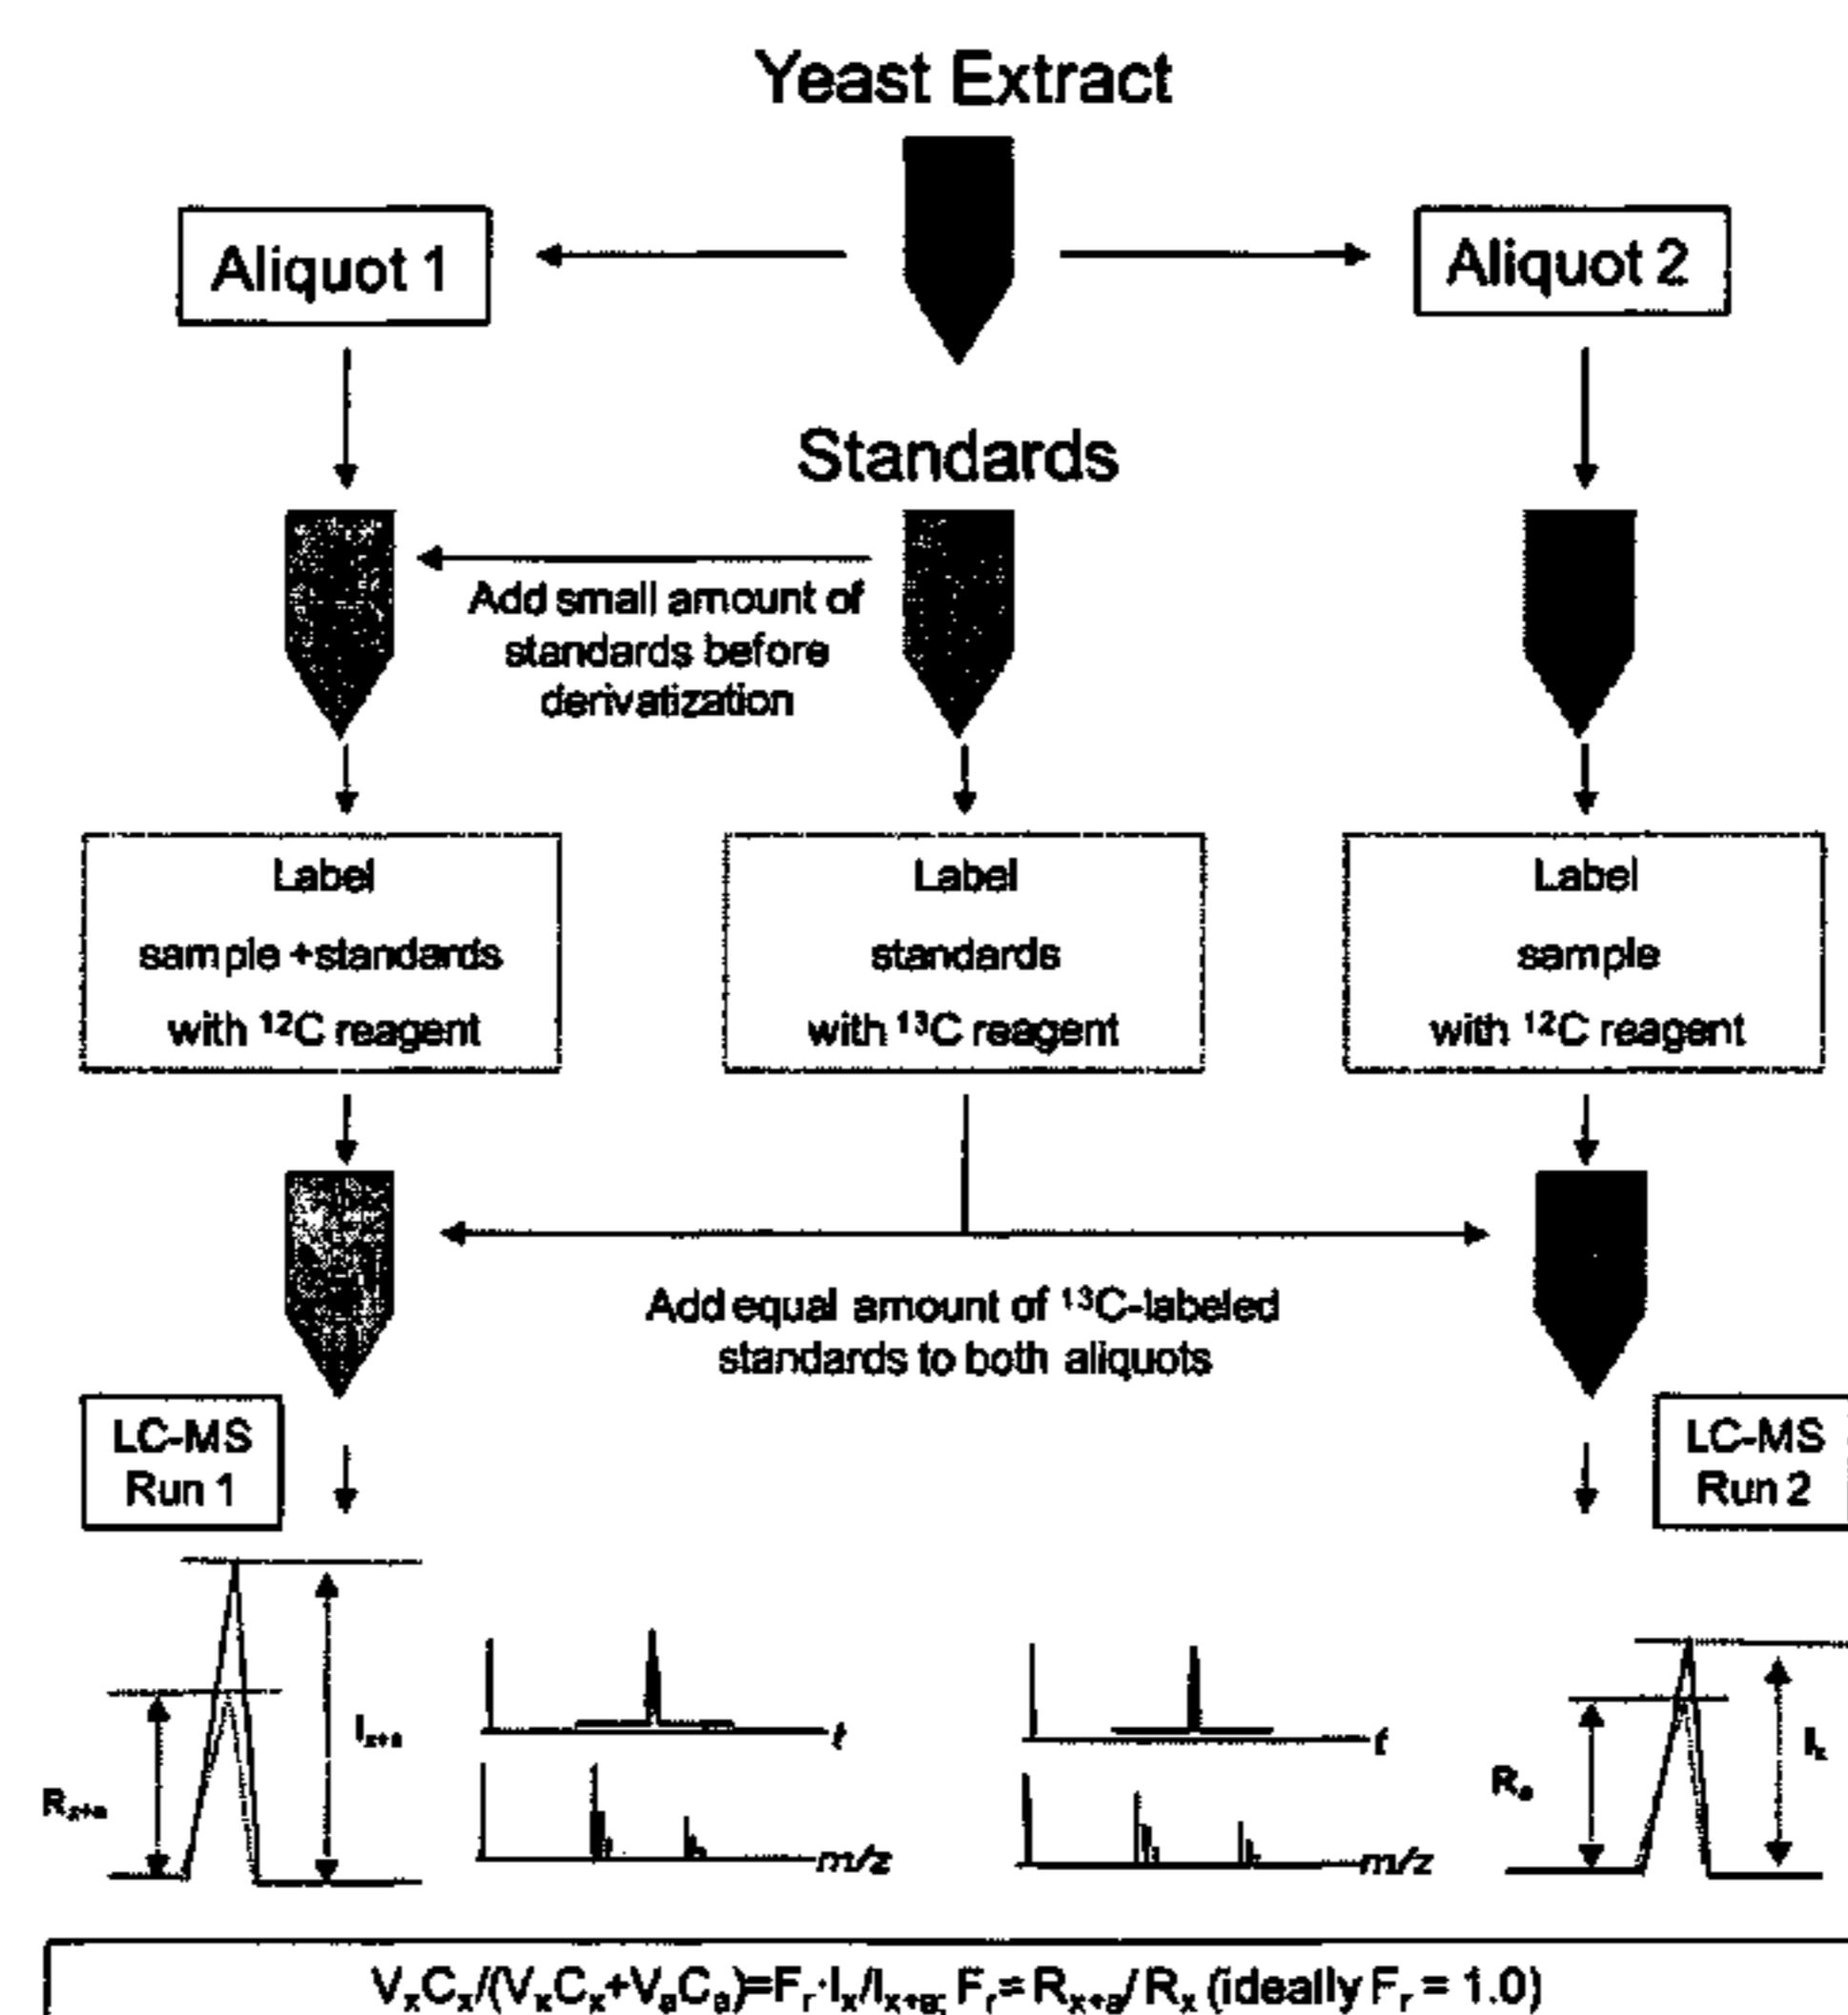 Yeast Extract
Aliquot 1
Aliquot 2
Standards
Add small amount of
standards before
derivatization
Label
sample +standards
with ¹²C reagent
Label
standards
with ¹³C reagent
Label
sample
with ¹²C reagent
Add equal amount of ¹³C-labeled
standards to both aliquots
LC-MS
Run 1
LC-MS
Run 2
Iₓ₊ₐ
Rₓ₊ₐ
t
m/z
t
m/z
Iₓ
VₓCₓ/(VₓCₓ+VₐCₐ)=Fᵣ·Iₓ/Iₓ₊ₐ; Fᵣ=Rₓ₊ₐ/Rₓ (ideally Fᵣ = 1.0)